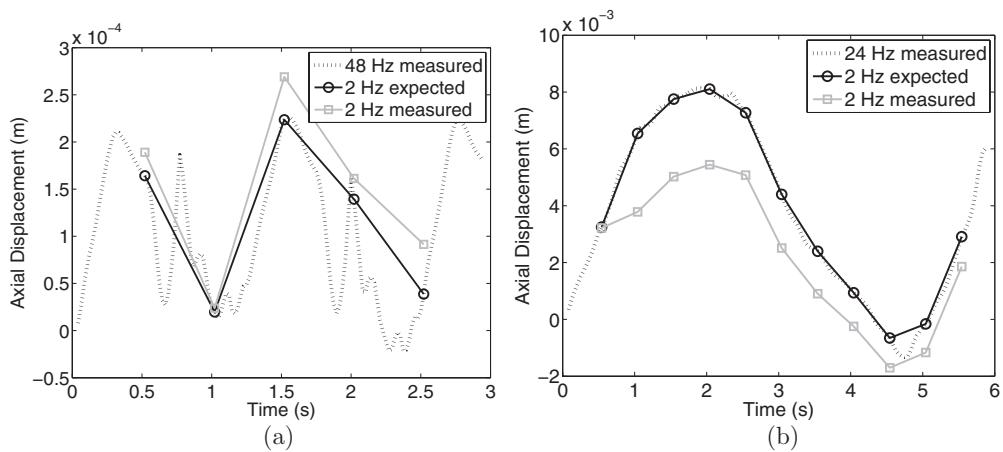 x 10⁻⁴
3
2.5
2
1.5
1
0.5
0
−0.5
Axial Displacement (m)
48 Hz measured
2 Hz expected
2 Hz measured
0 0.5 1 1.5 2 2.5 3
Time (s)
(a)
x 10⁻³
10
8
6
4
2
0
−2
Axial Displacement (m)
24 Hz measured
2 Hz expected
2 Hz measured
0 1 2 3 4 5 6
Time (s)
(b)